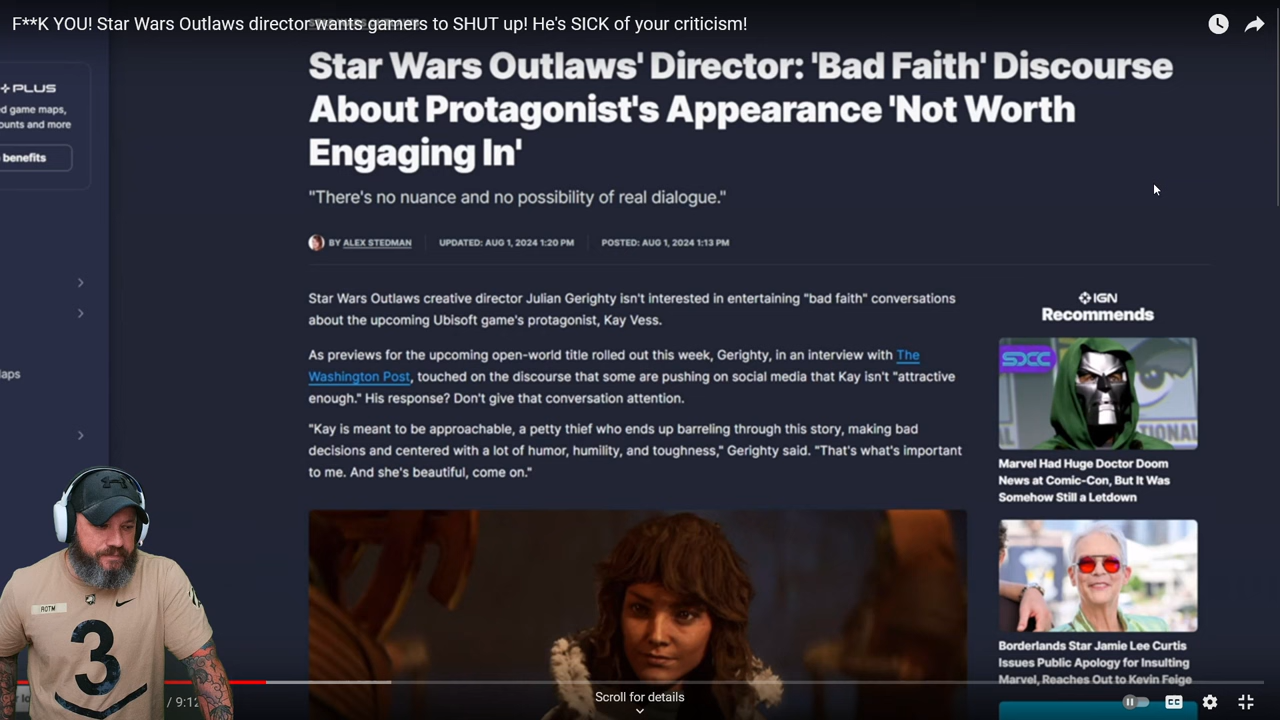 F**K YOU! Star Wars Outlaws director wants gamers to SHUT up! He's SICK of your criticism!
Star Wars Outlaws' Director: 'Bad Faith' Discourse
About Protagonist's Appearance 'Not Worth
Engaging In'
"There's no nuance and no possibility of real dialogue."
BY ALEX STEDMAN UPDATED: AUG 1, 2024 1:20 PM POSTED: AUG 1, 2024 1:13 PM
+PLUS
ed game maps,
ounts and more
benefits
Star Wars Outlaws creative director Julian Gerighty isn't interested in entertaining "bad faith" conversations
about the upcoming Ubisoft game's protagonist, Kay Vess.
As previews for the upcoming open-world title rolled out this week, Gerighty, in an interview with The
Washington Post, touched on the discourse that some are pushing on social media that Kay isn't "attractive
enough." His response? Don't give that conversation attention.
"Kay is meant to be approachable, a petty thief who ends up barreling through this story, making bad
decisions and centered with a lot of humor, humility, and toughness," Gerighty said. "That's what's important
to me. And she's beautiful, come on."
IGN
Recommends
SDCC
Marvel Had Huge Doctor Doom
News at Comic-Con, But It Was
Somehow Still a Letdown
Borderlands Star Jamie Lee Curtis
Issues Public Apology for Insulting
Marvel, Reaches Out to Kevin Feige
laps
ROTM
3
/ 9:12
Scroll for details
CC